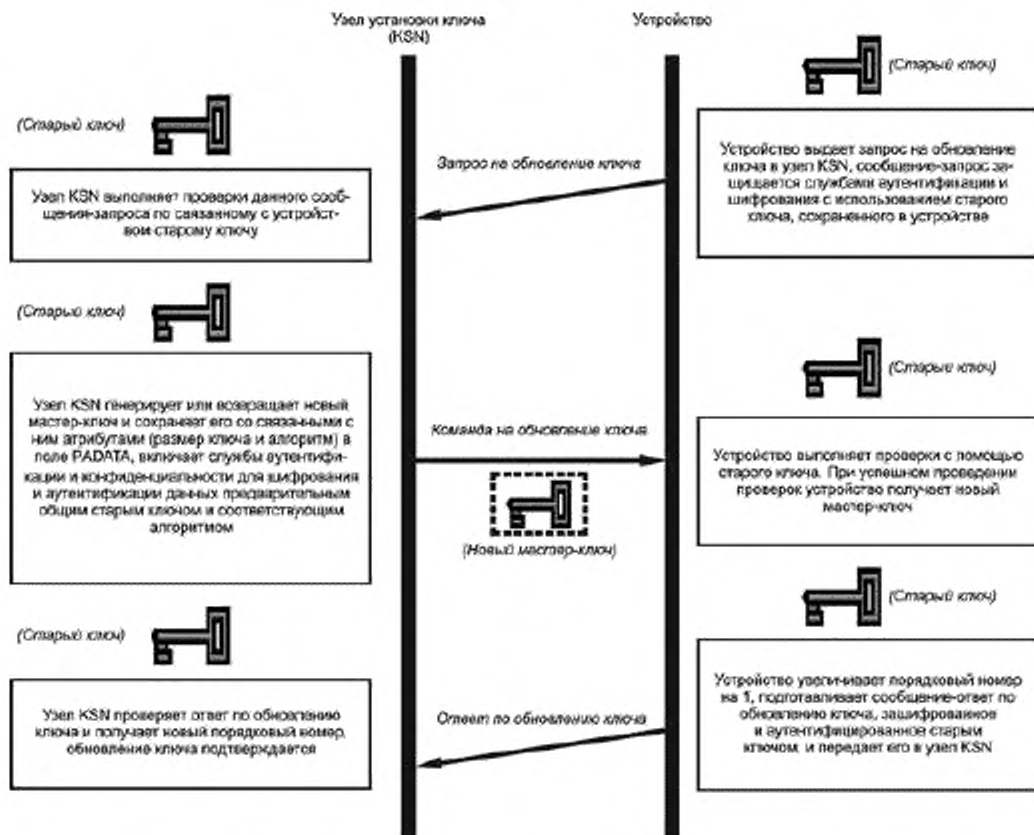 Узел установки ключа
(KSN)
Устройство
(Старый ключ)
Устройство выдает запрос на обновление
ключа в узел KSN, сообщение-запрос за-
щищается службами аутентификации и
шифрования с использованием старого
ключа, сохраненного в устройстве
Запрос на обновление ключа
(Старый ключ)
Узел KSN выполняет проверки данного сооб-
щения-запроса по связанному с устройст-
вом старому ключу
(Старый ключ)
Узел KSN генерирует или возвращает новый
мастер-ключ и сохраняет его со связанными с
ним атрибутами (размер ключа и алгоритм) в
поле PADATA, включает службы аутентифи-
кации и конфиденциальности для шифрования
и аутентификации данных предварительным
общим старым ключом и соответствующим
алгоритмом
Команда на обновление ключа
(Новый мастер-ключ)
(Старый ключ)
Устройство выполняет проверки с помощью
старого ключа. При успешном проведении
проверок устройство получает новый
мастер-ключ
(Старый ключ)
Устройство увеличивает порядковый номер
на 1, подготавливает сообщение-ответ по
обновлению ключа, зашифрованное
и аутентифицированное старым
ключом, и передает его в узел KSN
Ответ по обновлению ключа
(Старый ключ)
Узел KSN проверяет ответ по обновлению
ключа и получает новый порядковый номер,
обновление ключа подтверждается